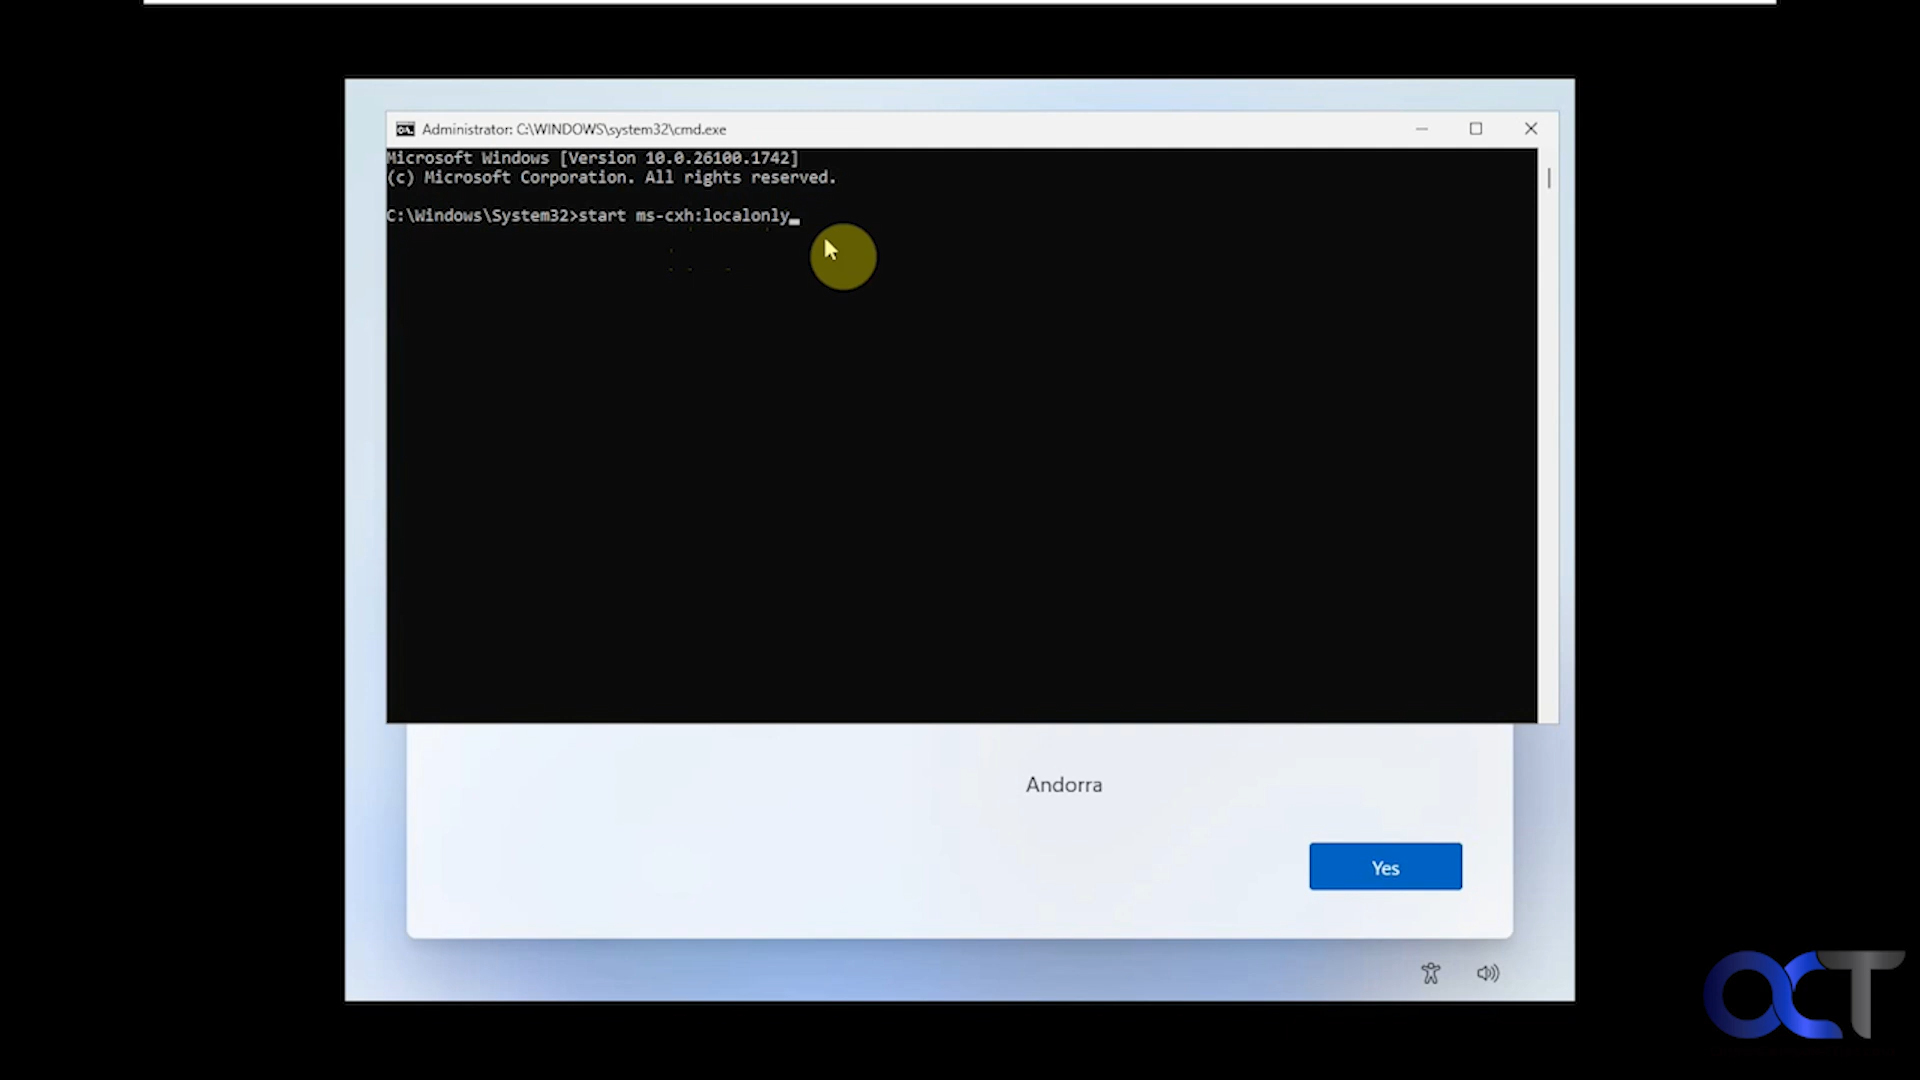 Administrator: C:\WINDOWS\system32\cmd.exe
Microsoft Windows [Version 10.0.26100.1742]
(c) Microsoft Corporation. All rights reserved.
C:\Windows\System32>start ms-cxh:localonly
Andorra
Yes
OCT